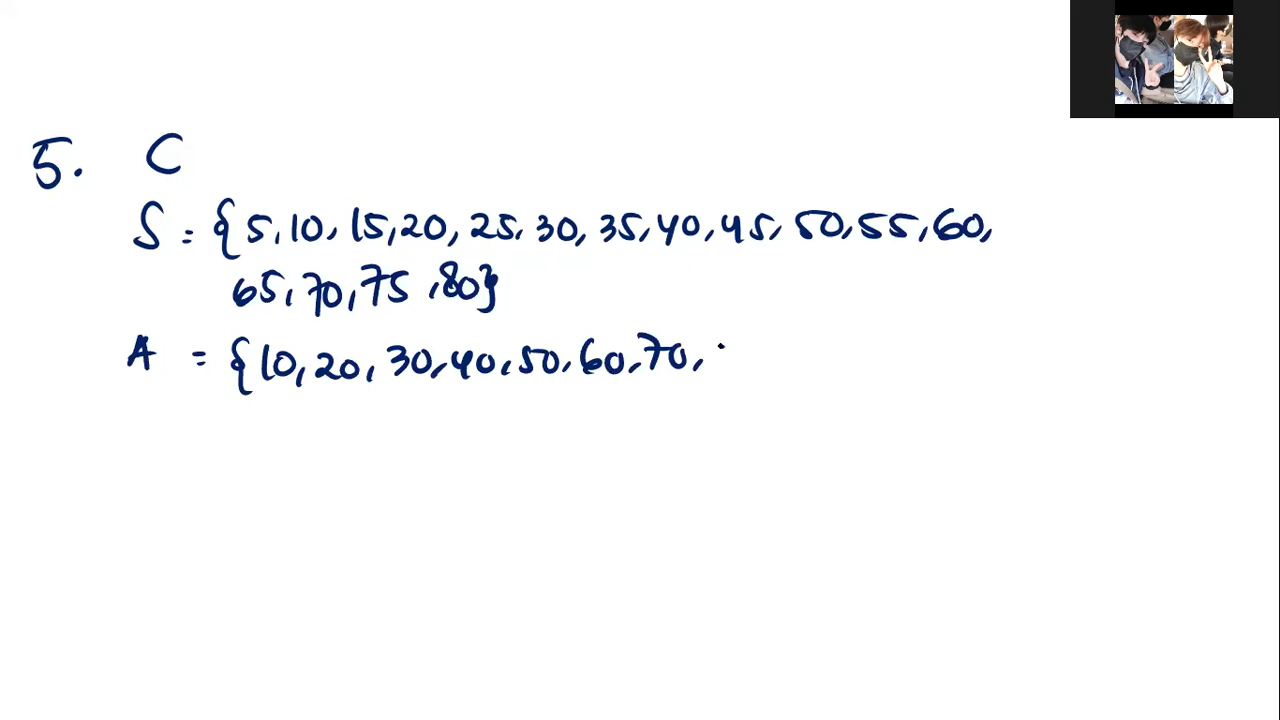 5. C
S = {5, 10, 15, 20, 25, 30, 35, 40, 45, 50, 55, 60,
65, 70, 75, 80}
A = {10, 20, 30, 40, 50, 60, 70,